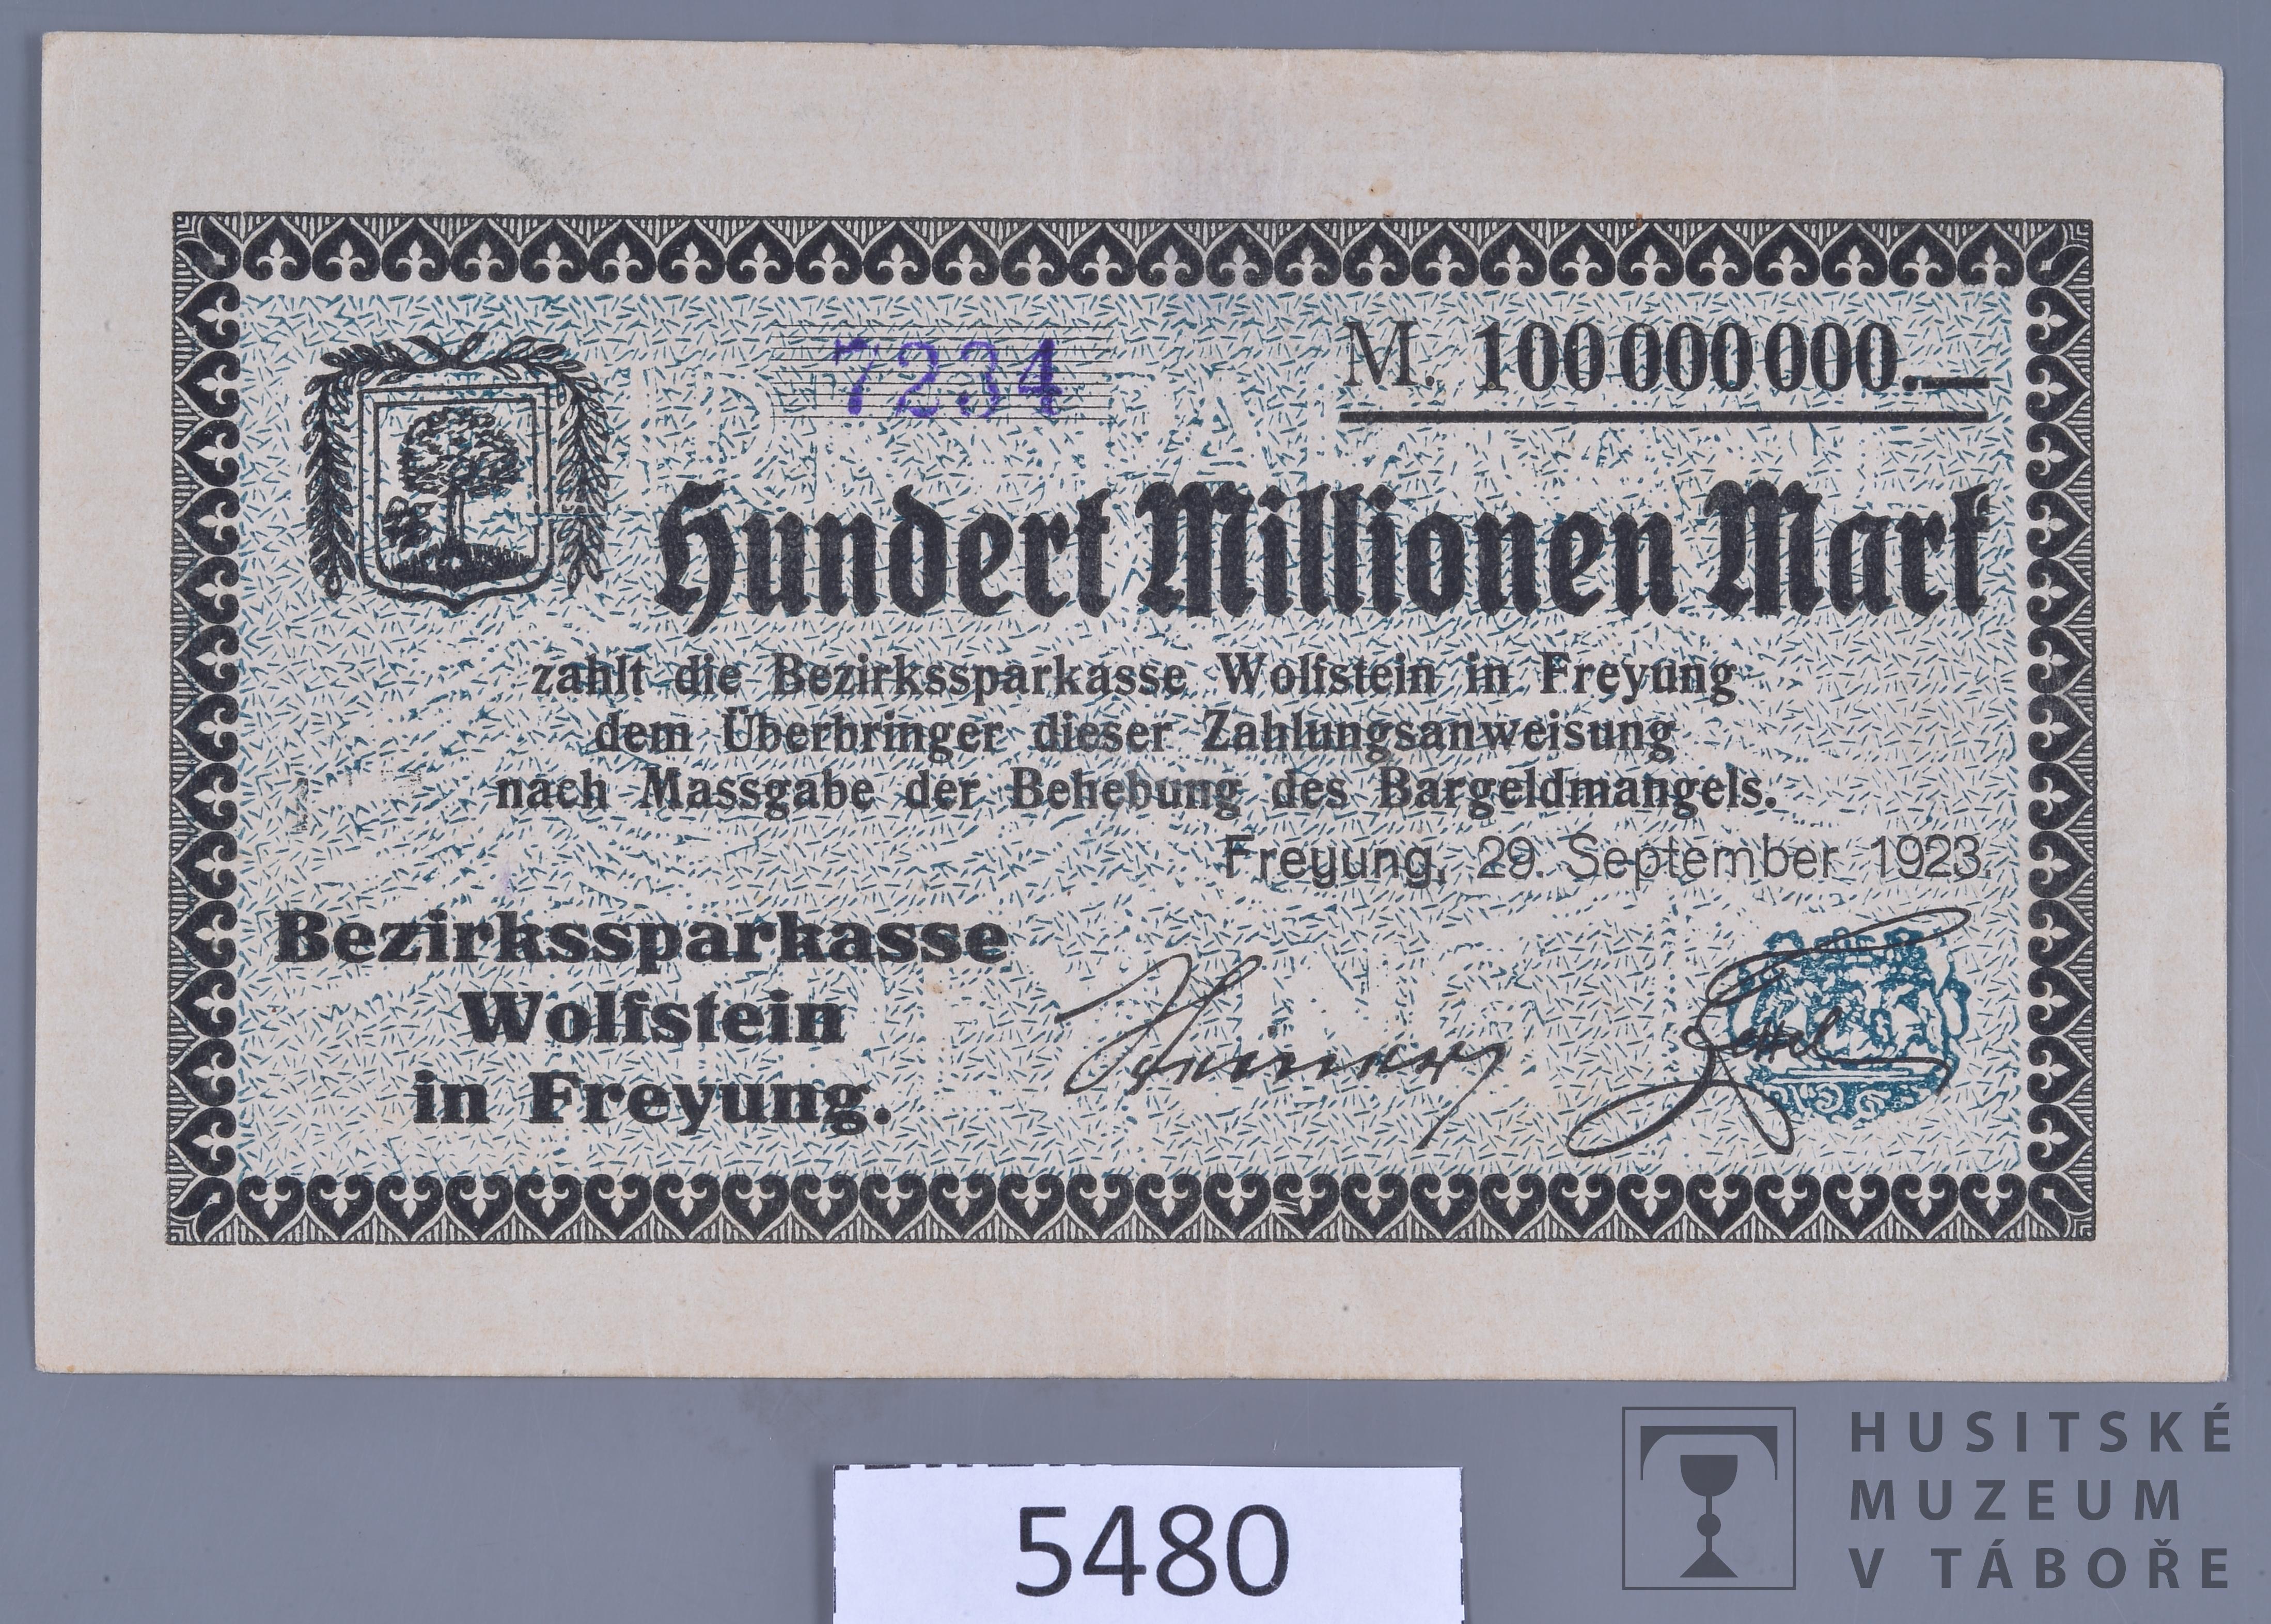 7234
M. 100 000 000.—
Hundert Millionen Mark
zahlt die Bezirkssparkasse Wolfstein in Freyung
dem Überbringer dieser Zahlungsanweisung
nach Massgabe der Behebung des Bargeldmangels.
Freyung, 29. September 1923.
Bezirkssparkasse
Wolfstein
in Freyung.
5480
HUSITSKÉ
MUZEUM
V TÁBOŘE